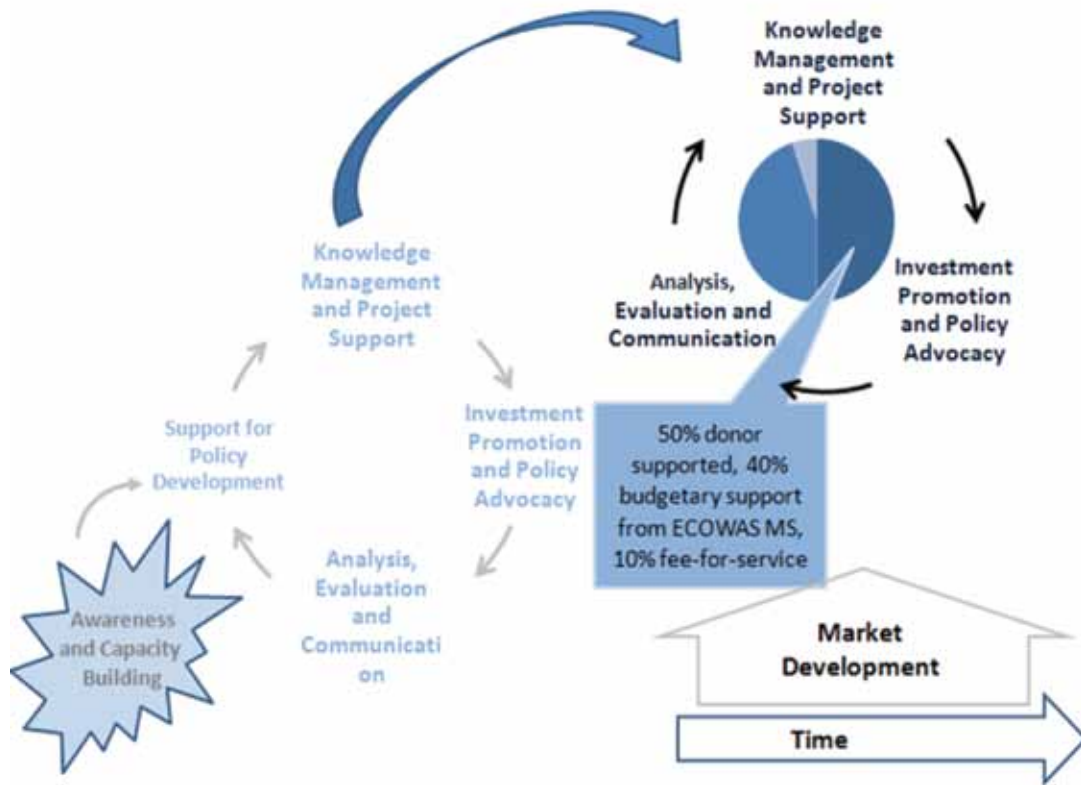 Knowledge
Management
and Project
Support
Investment
Promotion
and Policy
Advocacy
Analysis,
Evaluation and
Communication
50% donor
supported, 40%
budgetary support
from ECOWAS MS,
10% fee-for-service
Knowledge
Management
and Project
Support
Investment
Promotion
and Policy
Advocacy
Analysis,
Evaluation
and
Communicati
on
Support for
Policy
Development
Awareness
and Capacity
Building
Market
Development
Time